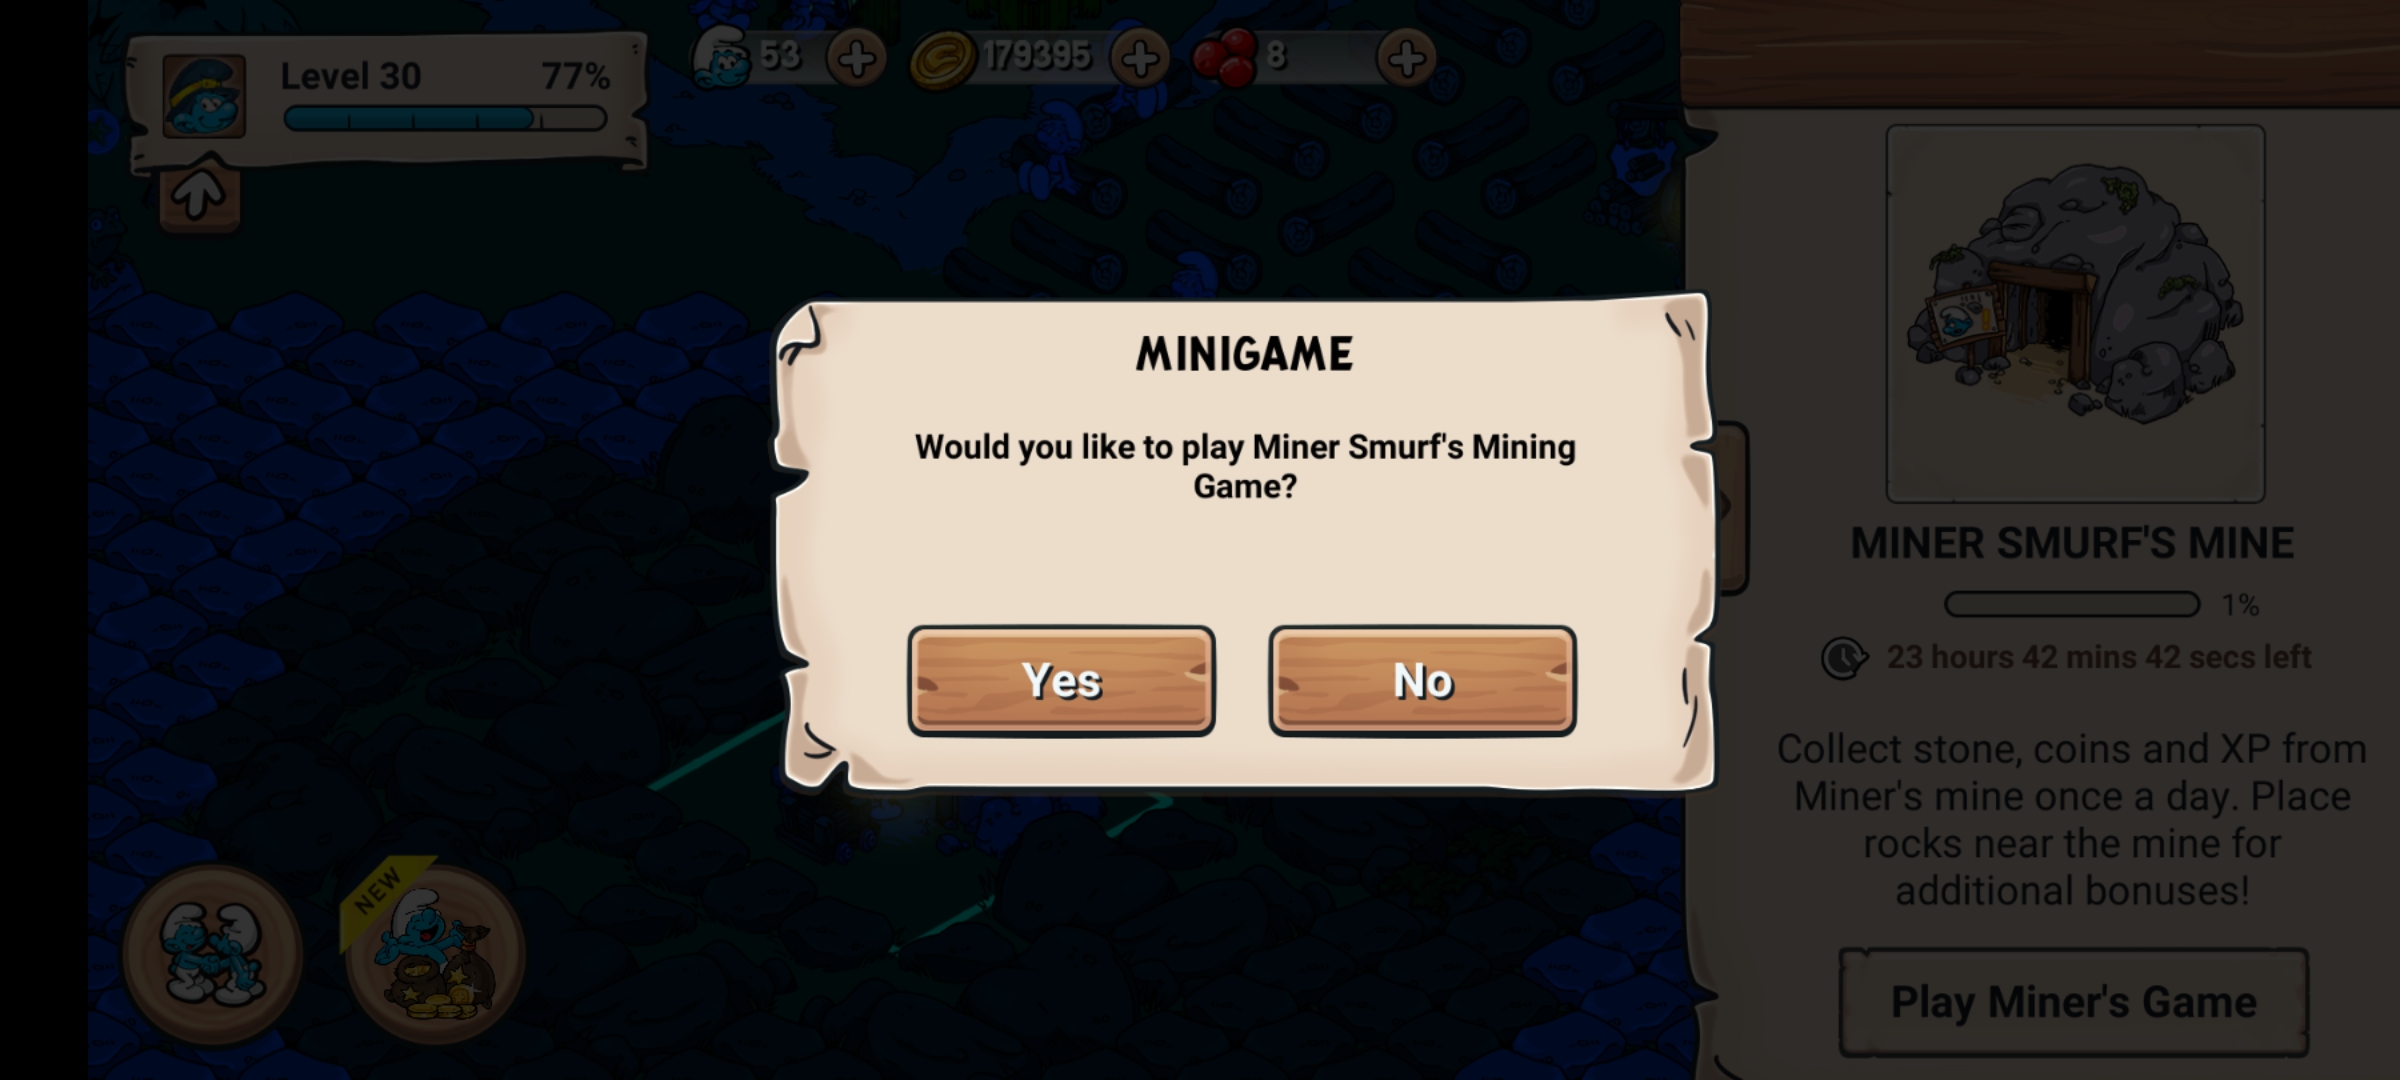 Level 30
77%
53
179395
8
MINIGAME
Would you like to play Miner Smurf's Mining
Game?
Yes
No
MINER SMURF'S MINE
1%
23 hours 42 mins 42 secs left
Collect stone, coins and XP from
Miner's mine once a day. Place
rocks near the mine for
additional bonuses!
Play Miner's Game
NEW